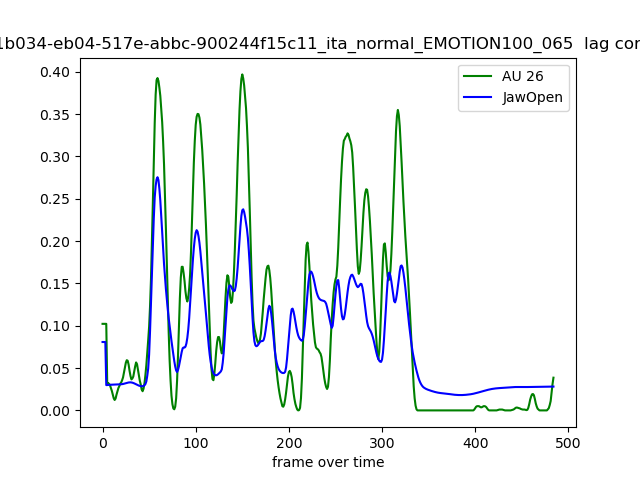 1b034-eb04-517e-abbc-900244f15c11_ita_normal_EMOTION100_065 lag cor
AU 26
JawOpen
0.40
0.35
0.30
0.25
0.20
0.15
0.10
0.05
0.00
0 100 200 300 400 500
frame over time